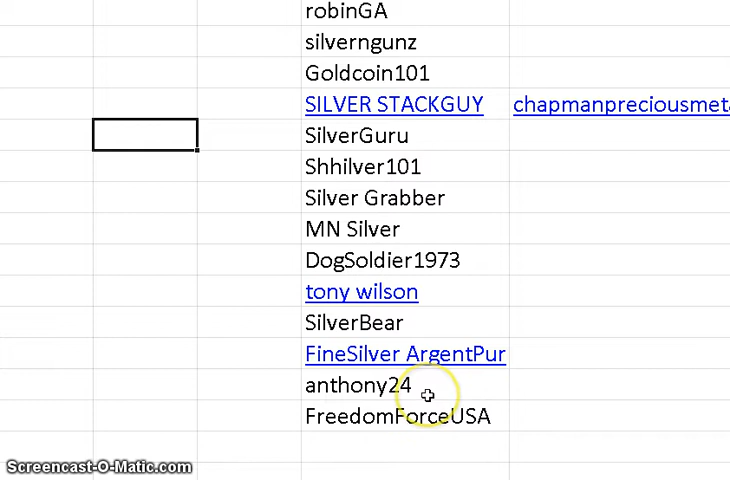 robinGA
silverngunz
Goldcoin101
SILVER STACKGUY chapmanpreciousmeta
SilverGuru
Shhilver101
Silver Grabber
MN Silver
DogSoldier1973
tony wilson
SilverBear
FineSilver ArgentPur
anthony24
FreedomForceUSA
Screencast-O-Matic.com